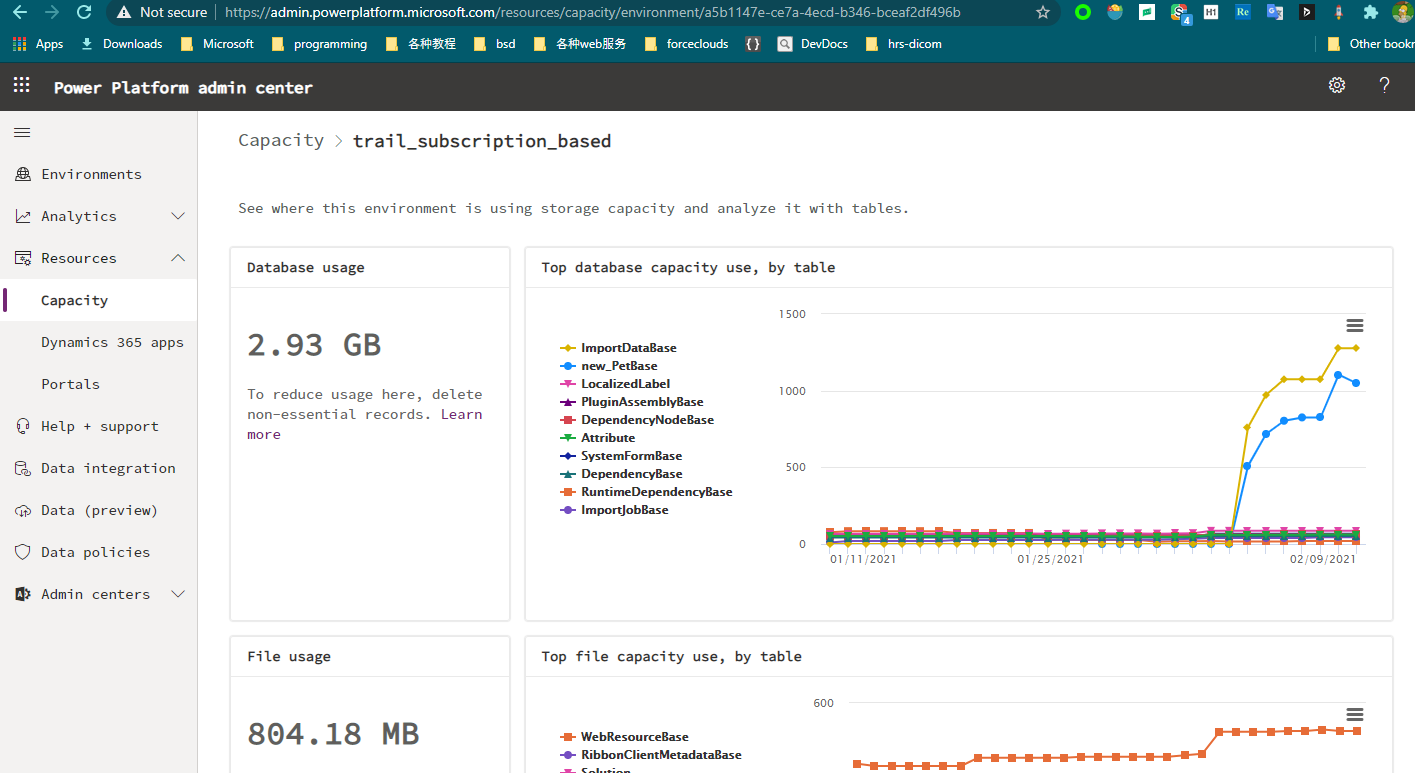 Not secure
https://admin.powerplatform.microsoft.com/resources/capacity/environment/a5b1147e-ce7a-4ecd-b346-bceaf2df496b
4
H1
Re
Apps Downloads Microsoft programming 各种教程 bsd 各种web服务 forceclouds {} DevDocs hrs-dicom Other bookr
Power Platform admin center
?
Environments
Analytics
Resources
Capacity
Dynamics 365 apps
Portals
Help + support
Data integration
Data (preview)
Data policies
Admin centers
Capacity > trail_subscription_based
See where this environment is using storage capacity and analyze it with tables.
Database usage
2.93 GB
To reduce usage here, delete
non-essential records. Learn
more
Top database capacity use, by table
ImportDataBase
new_PetBase
LocalizedLabel
PluginAssemblyBase
DependencyNodeBase
Attribute
SystemFormBase
DependencyBase
RuntimeDependencyBase
ImportJobBase
1500
1000
500
0
01/11/2021 01/25/2021 02/09/2021
File usage
804.18 MB
Top file capacity use, by table
WebResourceBase
RibbonClientMetadataBase
Solution
600